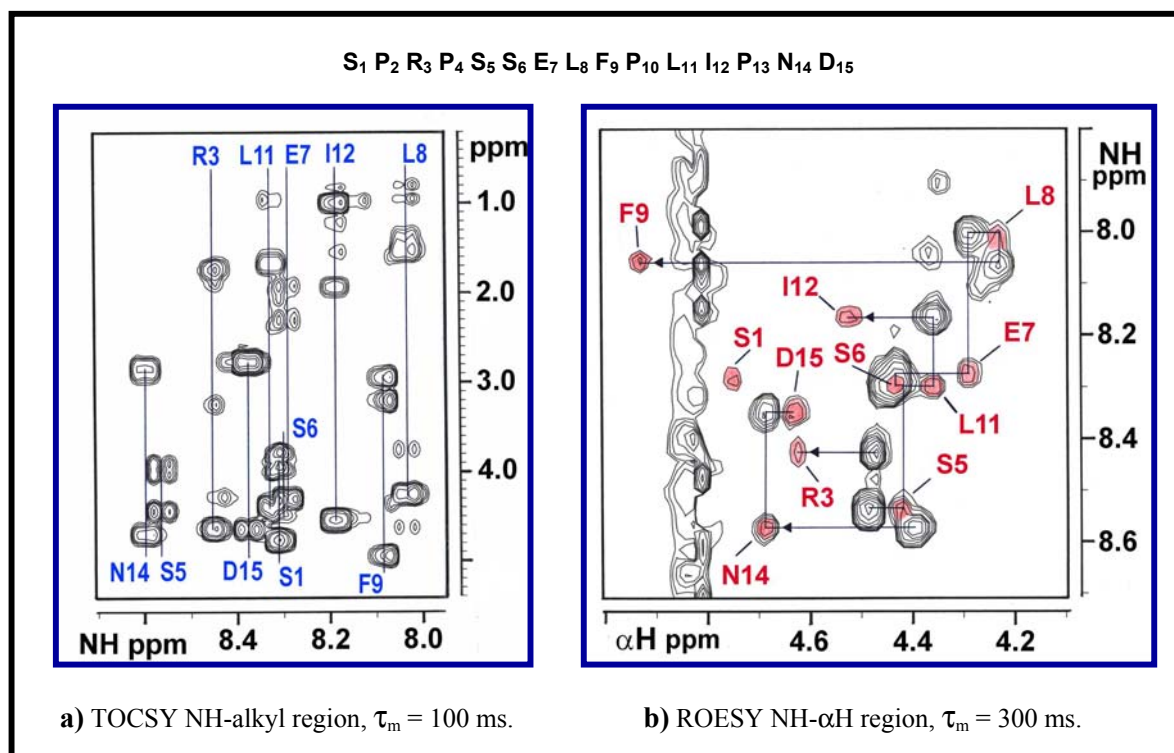 S₁ P₂ R₃ P₄ S₅ S₆ E₇ L₈ F₉ P₁₀ L₁₁ I₁₂ P₁₃ N₁₄ D₁₅
R3 L11 E7 I12 L8 ppm
1.0
2.0
3.0
S6
4.0
N14 S5 D15 S1 F9
NH ppm 8.4 8.2 8.0
NH
ppm
L8
F9
8.0
I12
8.2
S1
D15 S6
E7
L11
8.4
S5
R3
N14
8.6
αH ppm 4.6 4.4 4.2
a) TOCSY NH-alkyl region, τm = 100 ms.
b) ROESY NH-αH region, τm = 300 ms.